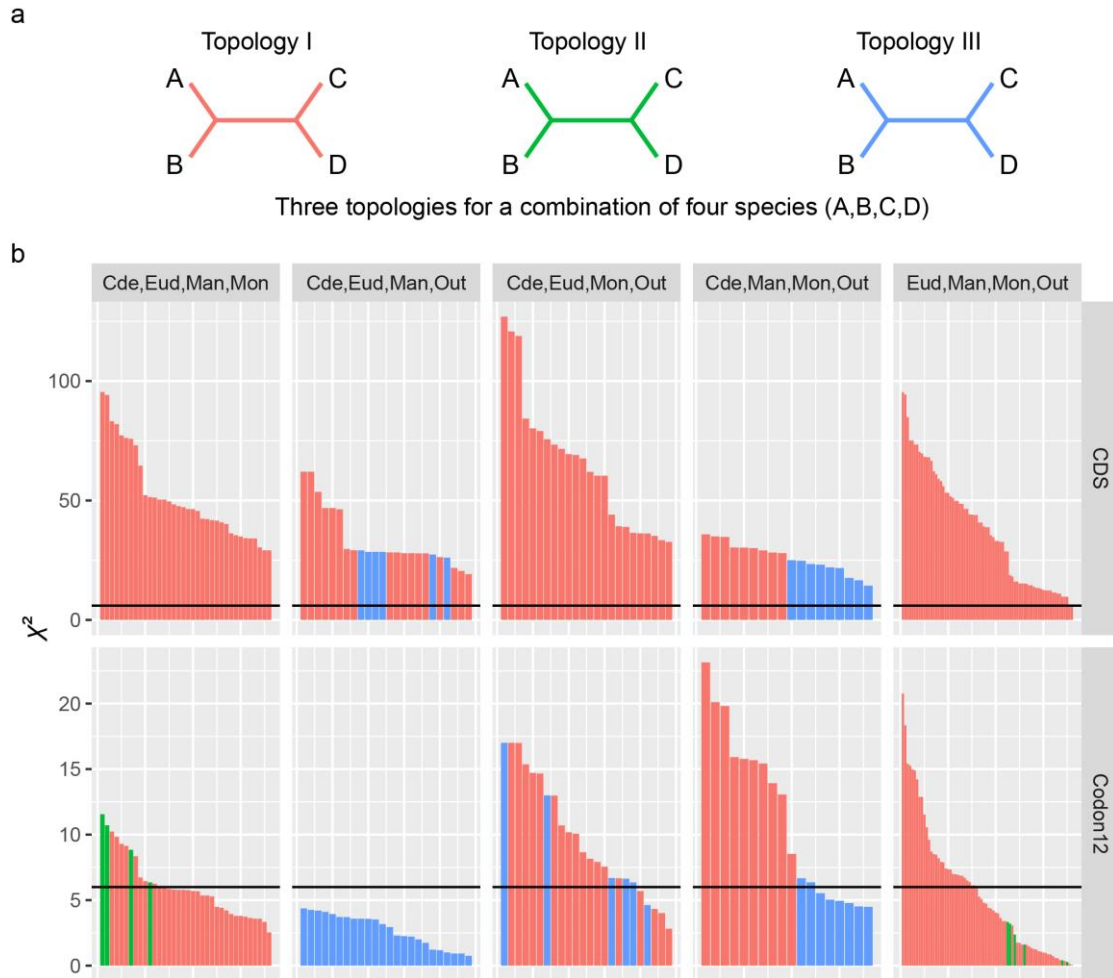 a
Topology I
Topology II
Topology III
A
C
A
C
A
C
B
D
B
D
B
D
Three topologies for a combination of four species (A,B,C,D)
b
Cde,Eud,Man,Mon
Cde,Eud,Man,Out
Cde,Eud,Mon,Out
Cde,Man,Mon,Out
Eud,Man,Mon,Out
100
50
0
CDS
χ²
20
15
10
5
0
Codon12